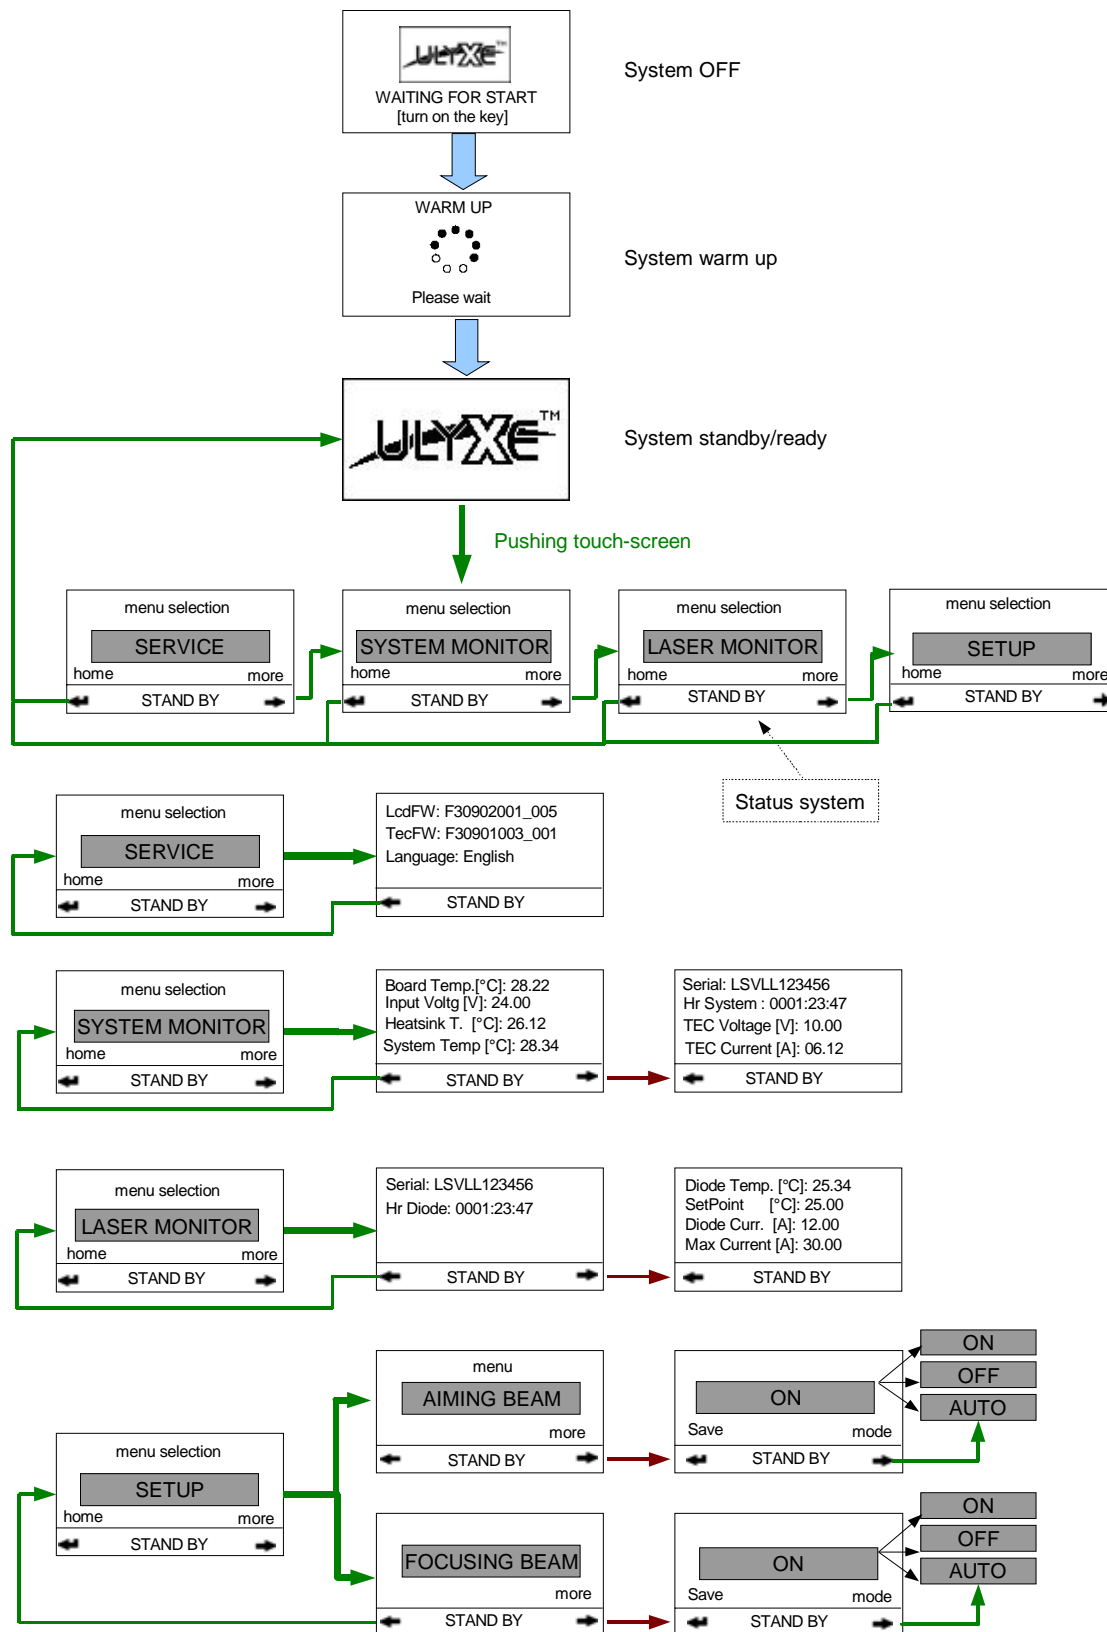 ULYXE™
WAITING FOR START
[turn on the key]
System OFF
WARM UP
Please wait
System warm up
ULYXE™
System standby/ready
Pushing touch-screen
menu selection
SERVICE
home more
STAND BY
menu selection
SYSTEM MONITOR
home more
STAND BY
menu selection
LASER MONITOR
home more
STAND BY
menu selection
SETUP
home more
STAND BY
Status system
menu selection
SERVICE
home more
STAND BY
LcdFW: F30902001_005
TecFW: F30901003_001
Language: English
STAND BY
menu selection
SYSTEM MONITOR
home more
STAND BY
Board Temp.[°C]: 28.22
Input Voltg [V]: 24.00
Heatsink T. [°C]: 26.12
System Temp [°C]: 28.34
STAND BY
Serial: LSVLL123456
Hr System : 0001:23:47
TEC Voltage [V]: 10.00
TEC Current [A]: 06.12
STAND BY
menu selection
LASER MONITOR
home more
STAND BY
Serial: LSVLL123456
Hr Diode: 0001:23:47
STAND BY
Diode Temp. [°C]: 25.34
SetPoint [°C]: 25.00
Diode Curr. [A]: 12.00
Max Current [A]: 30.00
STAND BY
menu selection
SETUP
home more
STAND BY
menu
AIMING BEAM
more
STAND BY
ON
Save mode
STAND BY
ON
OFF
AUTO
FOCUSING BEAM
more
STAND BY
ON
Save mode
STAND BY
ON
OFF
AUTO